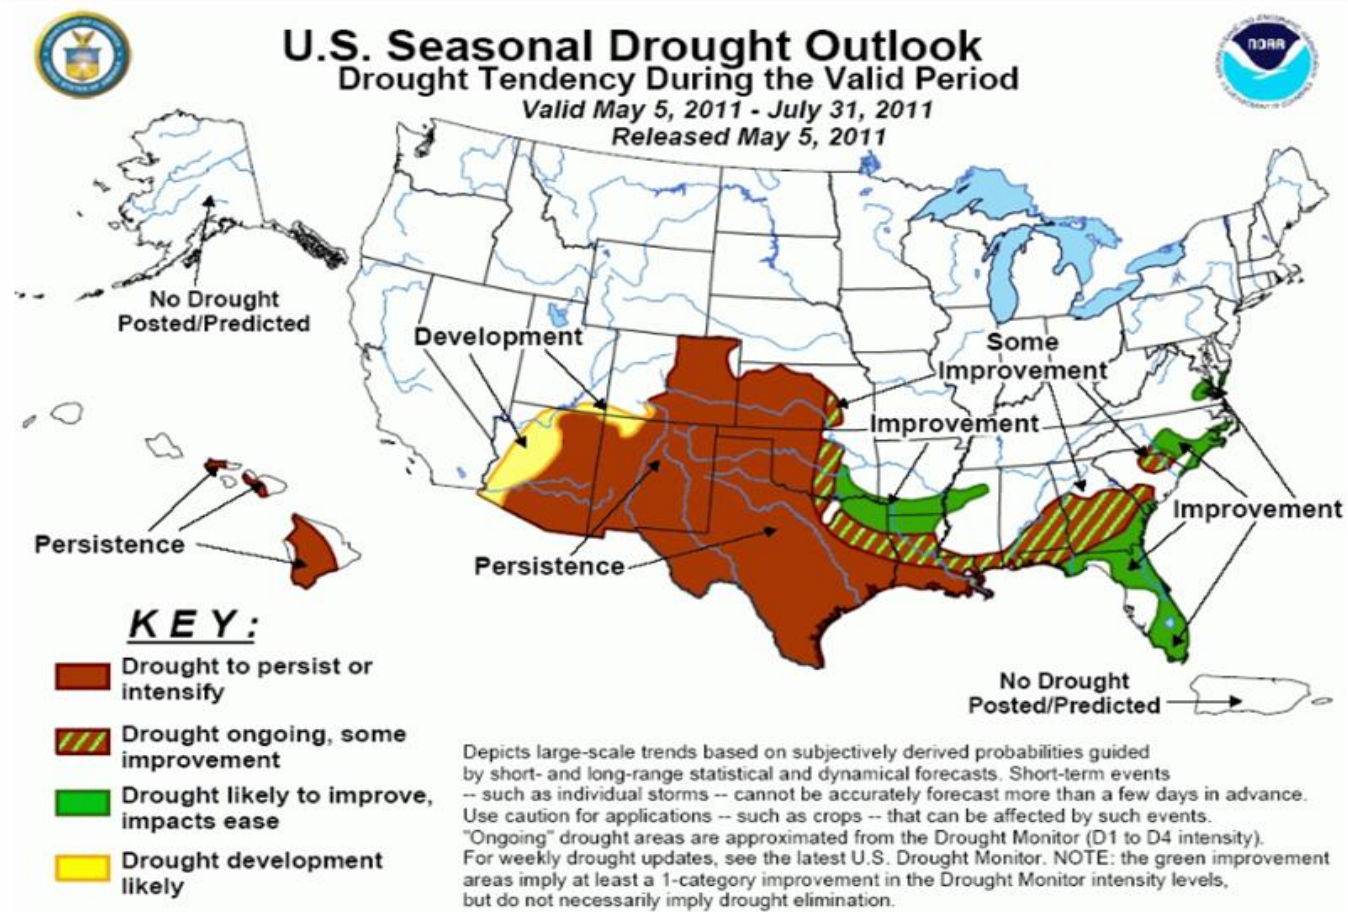 U.S. Seasonal Drought Outlook
Drought Tendency During the Valid Period
Valid May 5, 2011 - July 31, 2011
Released May 5, 2011
NOAA
No Drought
Posted/Predicted
Development
Some
Improvement
Improvement
Improvement
Persistence
Persistence
No Drought
Posted/Predicted
KEY:
Drought to persist or
intensify
Drought ongoing, some
improvement
Drought likely to improve,
impacts ease
Drought development
likely
Depicts large-scale trends based on subjectively derived probabilities guided
by short- and long-range statistical and dynamical forecasts. Short-term events
-- such as individual storms -- cannot be accurately forecast more than a few days in advance.
Use caution for applications -- such as crops -- that can be affected by such events.
"Ongoing" drought areas are approximated from the Drought Monitor (D1 to D4 intensity).
For weekly drought updates, see the latest U.S. Drought Monitor. NOTE: the green improvement
areas imply at least a 1-category improvement in the Drought Monitor intensity levels,
but do not necessarily imply drought elimination.